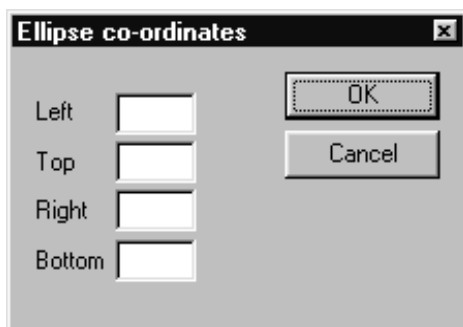 Ellipse co-ordinates
Left
OK
Top
Cancel
Right
Bottom